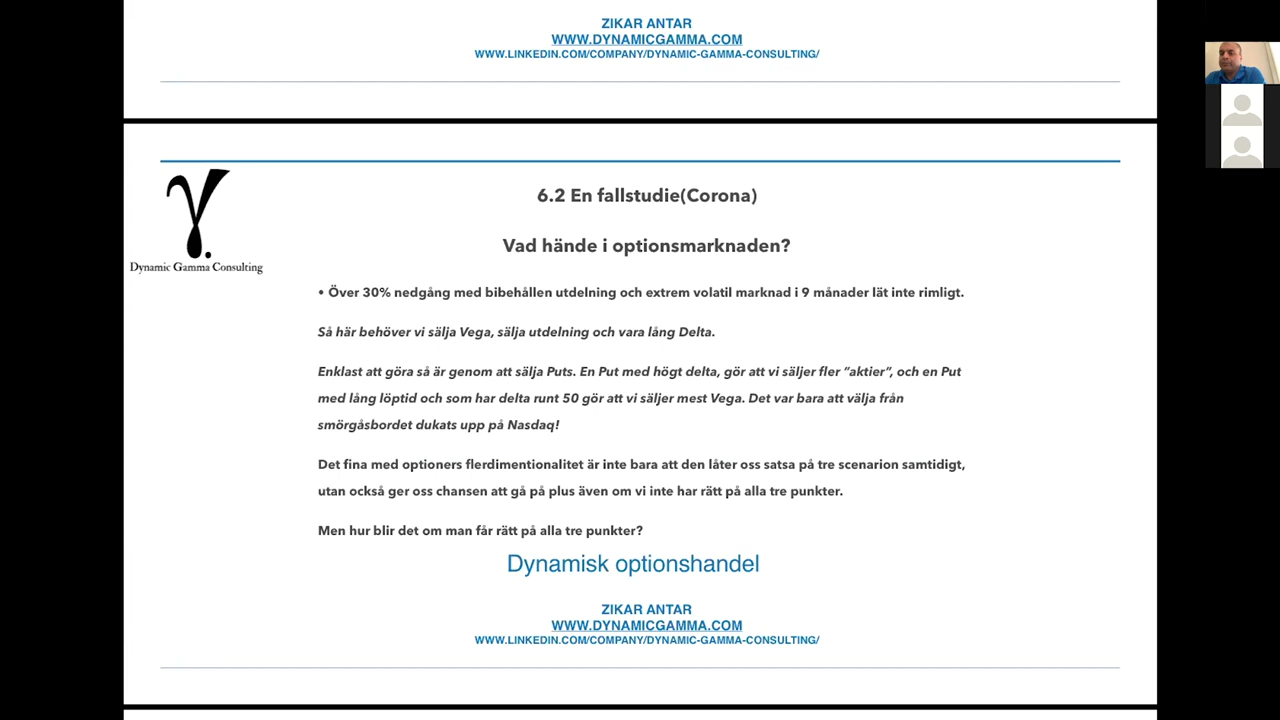 ZIKAR ANTAR
WWW.DYNAMICGAMMA.COM
WWW.LINKEDIN.COM/COMPANY/DYNAMIC-GAMMA-CONSULTING/
γ.
Dynamic Gamma Consulting
6.2 En fallstudie(Corona)
Vad hände i optionsmarknaden?
• Över 30% nedgång med bibehållen utdelning och extrem volatil marknad i 9 månader lät inte rimligt.
Så här behöver vi sälja Vega, sälja utdelning och vara lång Delta.
Enklast att göra så är genom att sälja Puts. En Put med högt delta, gör att vi säljer fler “aktier”, och en Put
med lång löptid och som har delta runt 50 gör att vi säljer mest Vega. Det var bara att välja från
smörgåsbordet dukats upp på Nasdaq!
Det fina med optioners flerdimentionalitet är inte bara att den låter oss satsa på tre scenarion samtidigt,
utan också ger oss chansen att gå på plus även om vi inte har rätt på alla tre punkter.
Men hur blir det om man får rätt på alla tre punkter?
Dynamisk optionshandel
ZIKAR ANTAR
WWW.DYNAMICGAMMA.COM
WWW.LINKEDIN.COM/COMPANY/DYNAMIC-GAMMA-CONSULTING/